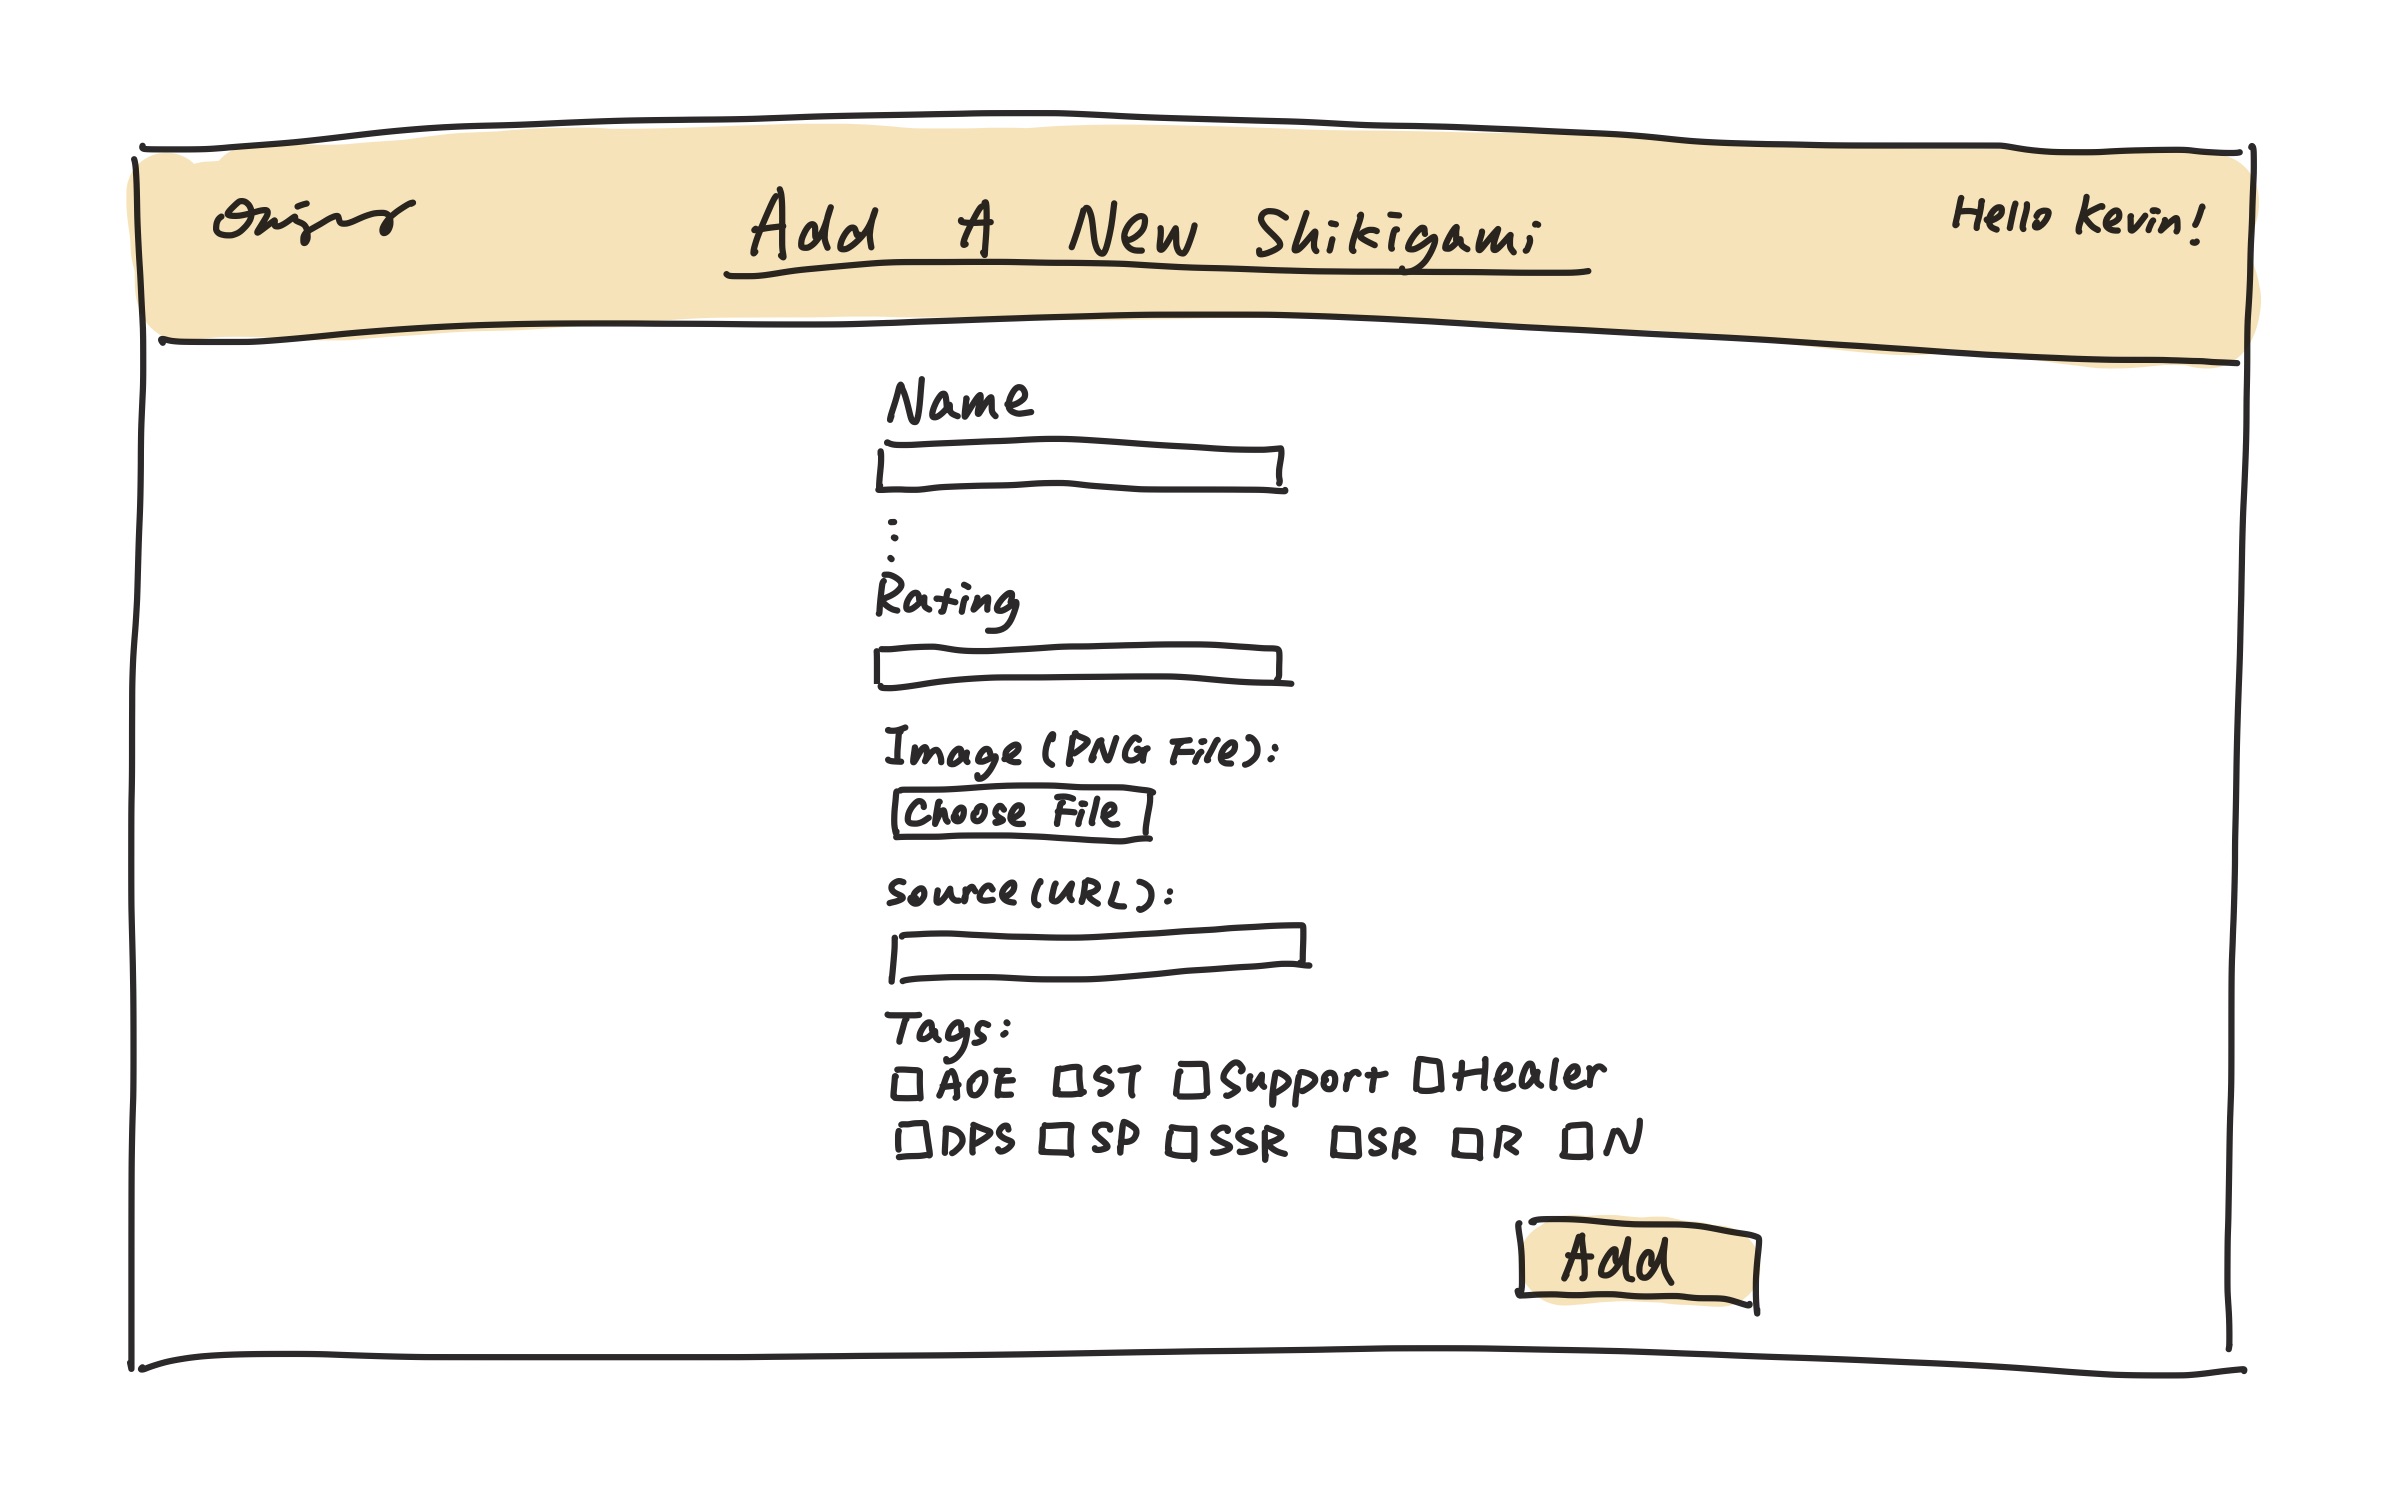 Add A New Shikigami
Hello Kevin!
Name
Rating
Image (PNG File):
Choose File
Source (URL):
Tags:
AOE ST Support Healer
DPS SP SSR SR R N
Add